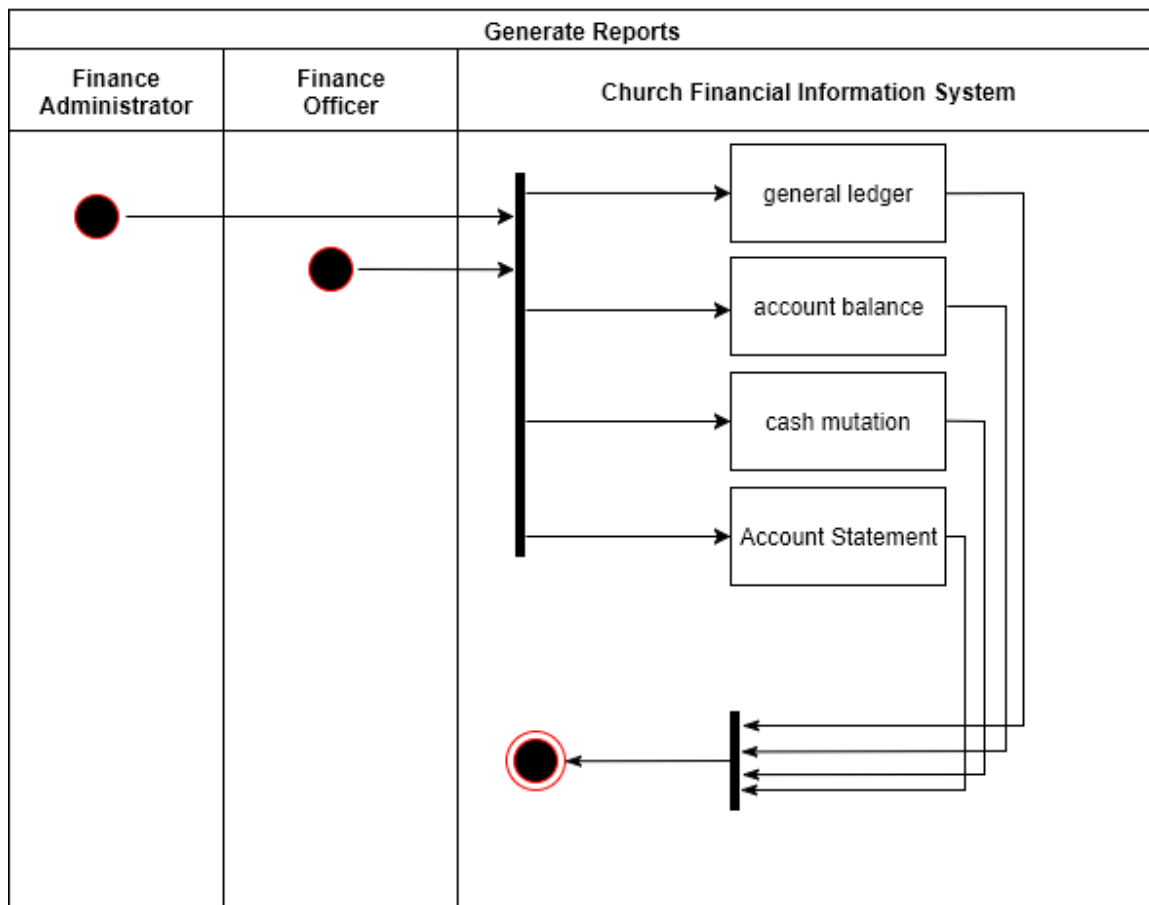 Generate Reports
Finance
Administrator
Finance
Officer
Church Financial Information System
general ledger
account balance
cash mutation
Account Statement